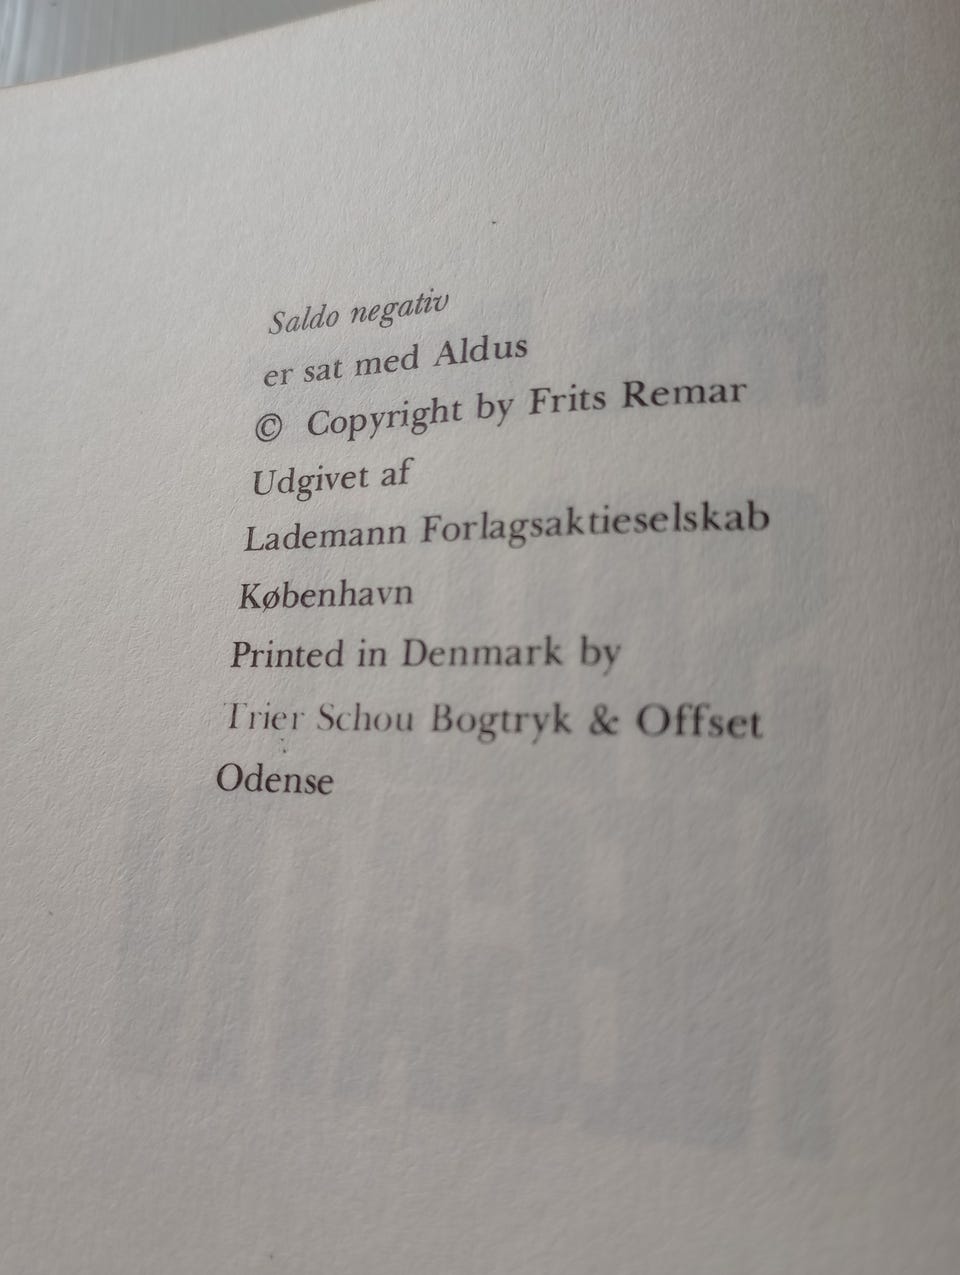 Saldo negativ
er sat med Aldus
© Copyright by Frits Remar
Udgivet af
Lademann Forlagsaktieselskab
København
Printed in Denmark by
Trier Schou Bogtryk & Offset
Odense